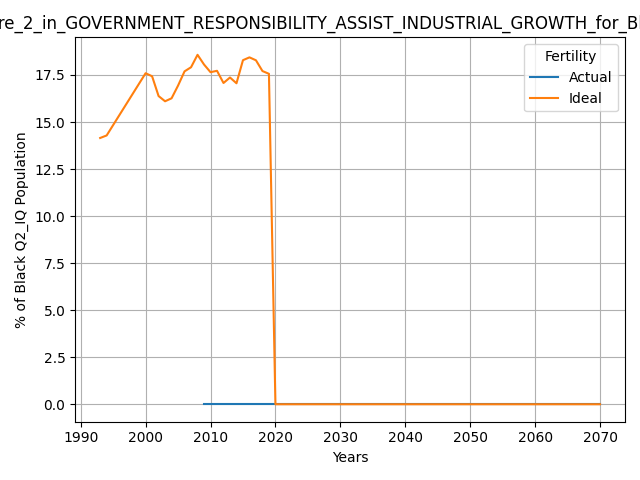 re_2_in_GOVERNMENT_RESPONSIBILITY_ASSIST_INDUSTRIAL_GROWTH_for_B
Fertility
Actual
Ideal
17.5
15.0
12.5
10.0
7.5
5.0
2.5
0.0
% of Black Q2_IQ Population
1990 2000 2010 2020 2030 2040 2050 2060 2070
Years